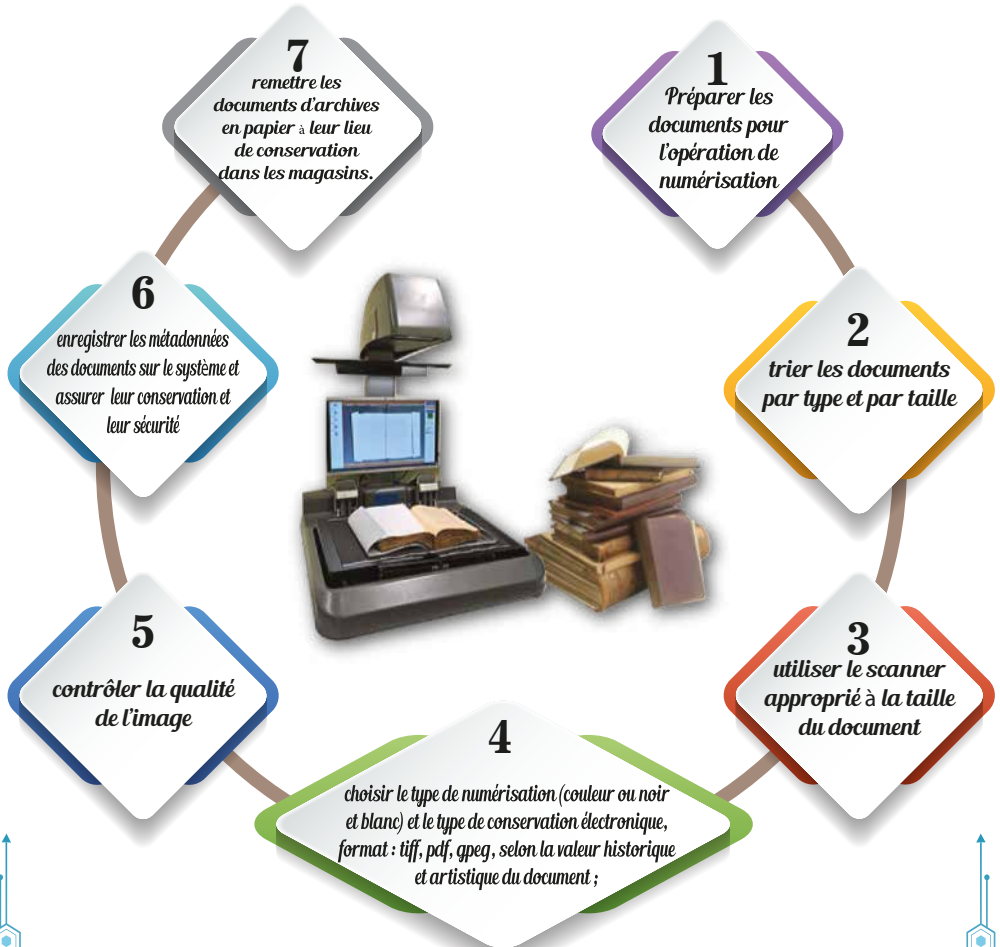 1
Préparer les
documents pour
l'opération de
numérisation
2
trier les documents
par type et par taille
3
utiliser le scanner
approprié à la taille
du document
4
choisir le type de numérisation (couleur ou noir
et blanc) et le type de conservation électronique,
format : tiff, pdf, gpeg, selon la valeur historique
et artistique du document ;
5
contrôler la qualité
de l'image
6
enregistrer les métadonnées
des documents sur le système et
assurer leur conservation et
leur sécurité
7
remettre les
documents d'archives
en papier à leur lieu
de conservation
dans les magasins.